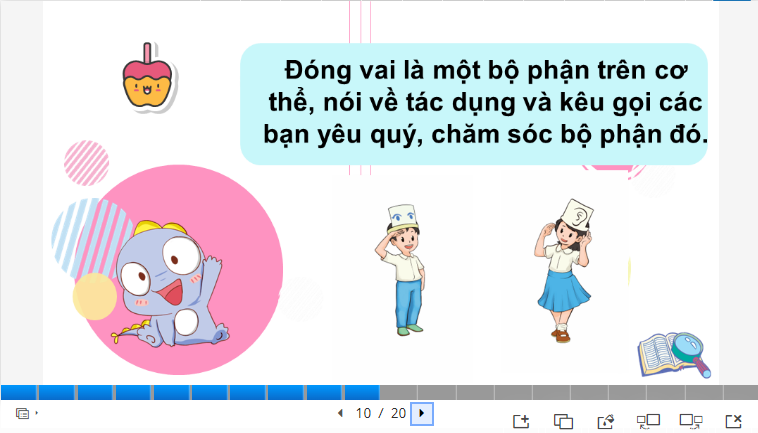 Đóng vai là một bộ phận trên cơ
thể, nói về tác dụng và kêu gọi các
bạn yêu quý, chăm sóc bộ phận đó.
10 / 20